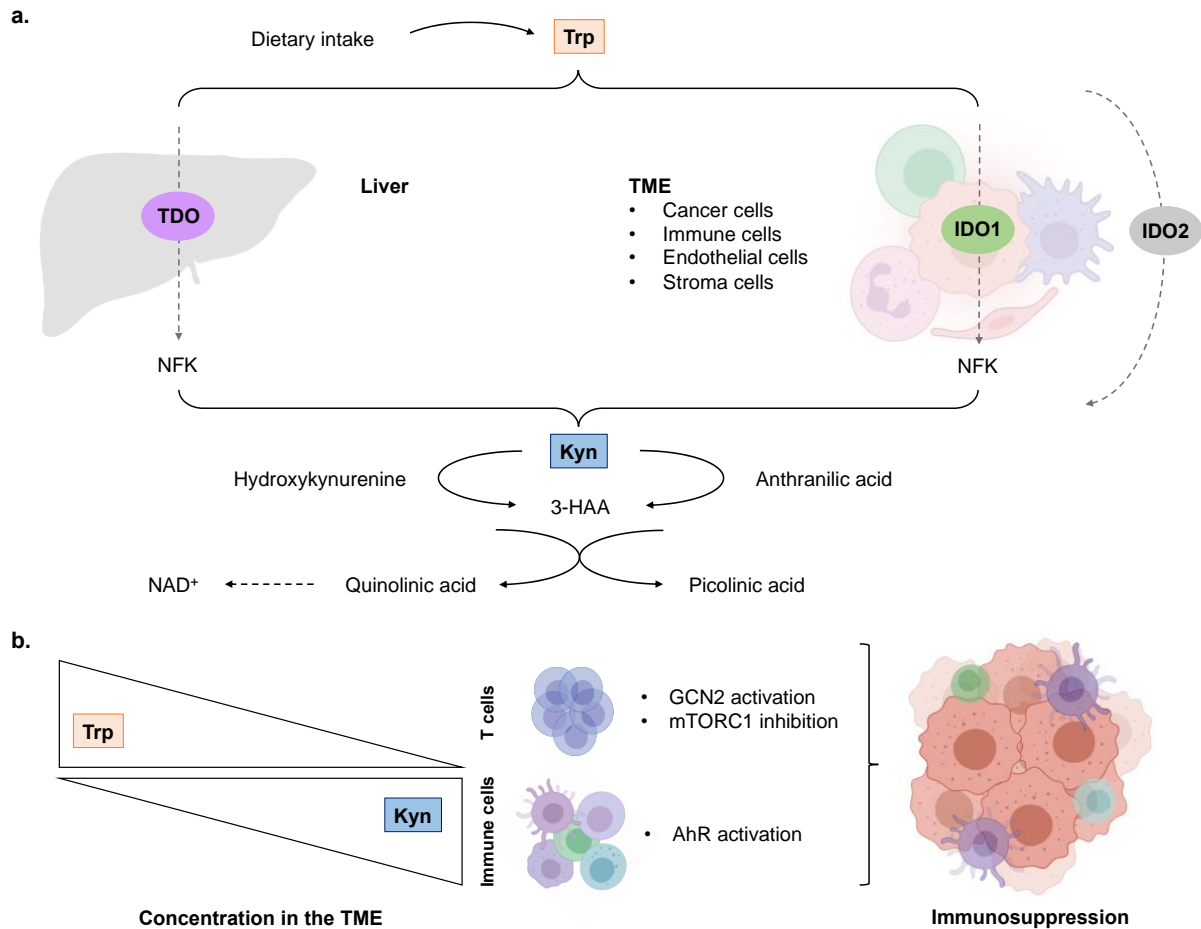 a.
Dietary intake
Trp
Liver
TME
• Cancer cells
• Immune cells
• Endothelial cells
• Stroma cells
TDO
IDO1
IDO2
NFK
NFK
Kyn
Hydroxykynurenine
Anthranilic acid
3-HAA
NAD⁺
Quinolinic acid
Picolinic acid
b.
Trp
Kyn
Concentration in the TME
T cells
• GCN2 activation
• mTORC1 inhibition
Immune cells
• AhR activation
Immunosuppression